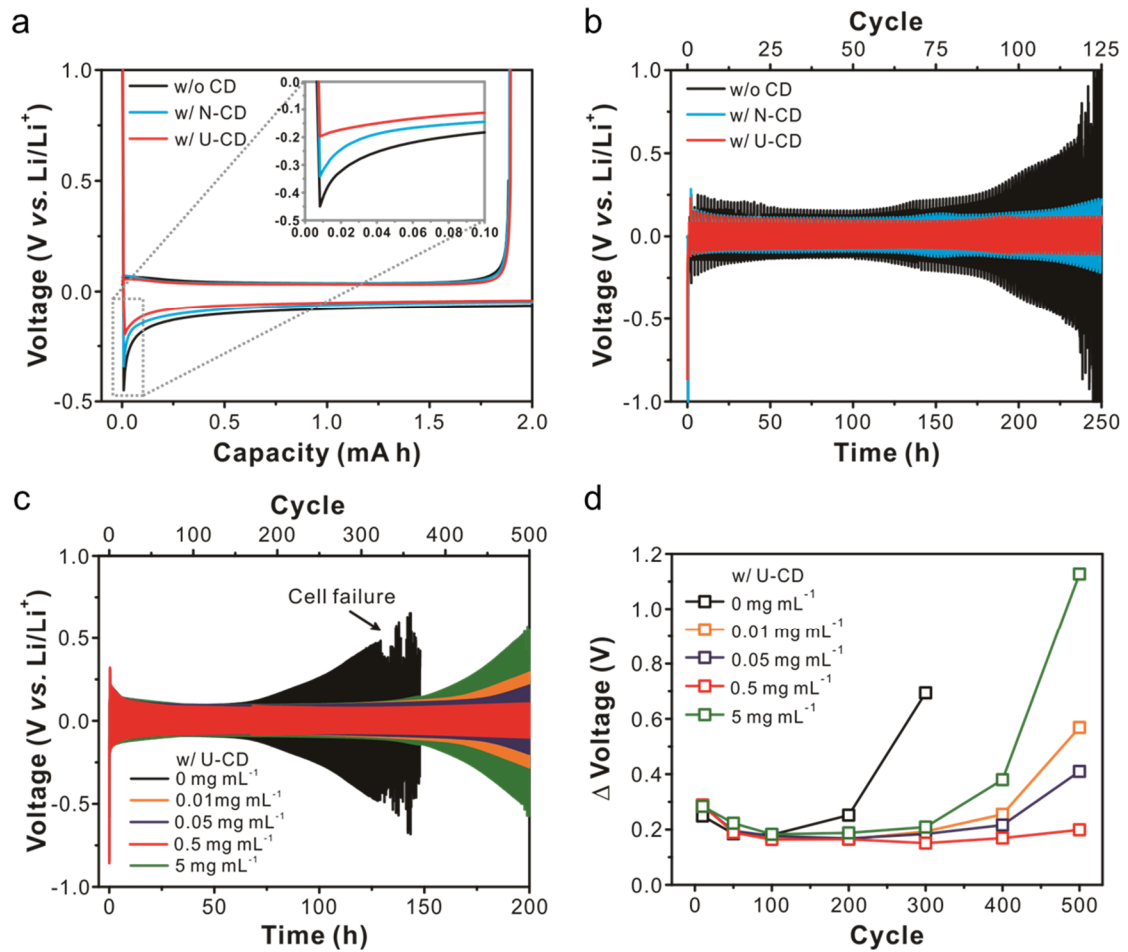 a
Voltage (V vs. Li/Li⁺)
1.0
0.5
0.0
-0.5
w/o CD
w/ N-CD
w/ U-CD
0.0
-0.1
-0.2
-0.3
-0.4
-0.5
0.00 0.02 0.04 0.06 0.08 0.10
0.0 0.5 1.0 1.5 2.0
Capacity (mA h)
b
Cycle
0 25 50 75 100 125
Voltage (V vs. Li/Li⁺)
1.0
0.5
0.0
-0.5
-1.0
w/o CD
w/ N-CD
w/ U-CD
0 50 100 150 200 250
Time (h)
c
Cycle
0 100 200 300 400 500
Voltage (V vs. Li/Li⁺)
1.0
0.5
0.0
-0.5
-1.0
Cell failure
w/ U-CD
0 mg mL⁻¹
0.01mg mL⁻¹
0.05 mg mL⁻¹
0.5 mg mL⁻¹
5 mg mL⁻¹
0 50 100 150 200
Time (h)
d
Δ Voltage (V)
1.2
1.0
0.8
0.6
0.4
0.2
0.0
w/ U-CD
0 mg mL⁻¹
0.01 mg mL⁻¹
0.05 mg mL⁻¹
0.5 mg mL⁻¹
5 mg mL⁻¹
0 100 200 300 400 500
Cycle